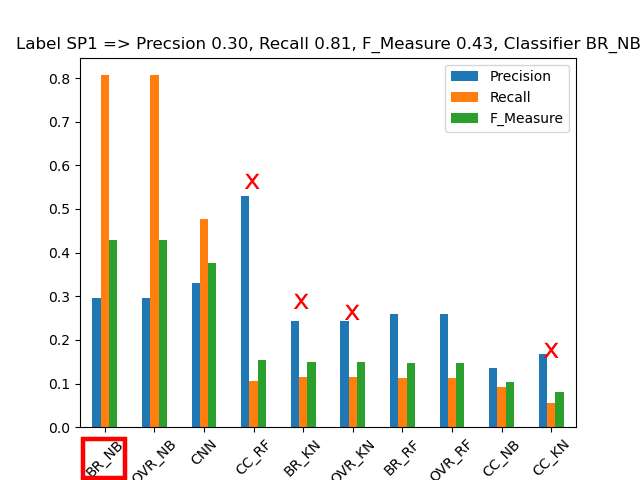 Label SP1 => Precsion 0.30, Recall 0.81, F_Measure 0.43, Classifier BR_NB
Precision
Recall
F_Measure
0.8
0.7
0.6
0.5
0.4
0.3
0.2
0.1
0.0
x
x
x
x
BR_NB
OVR_NB
CNN
CC_RF
BR_KN
OVR_KN
BR_RF
OVR_RF
CC_NB
CC_KN